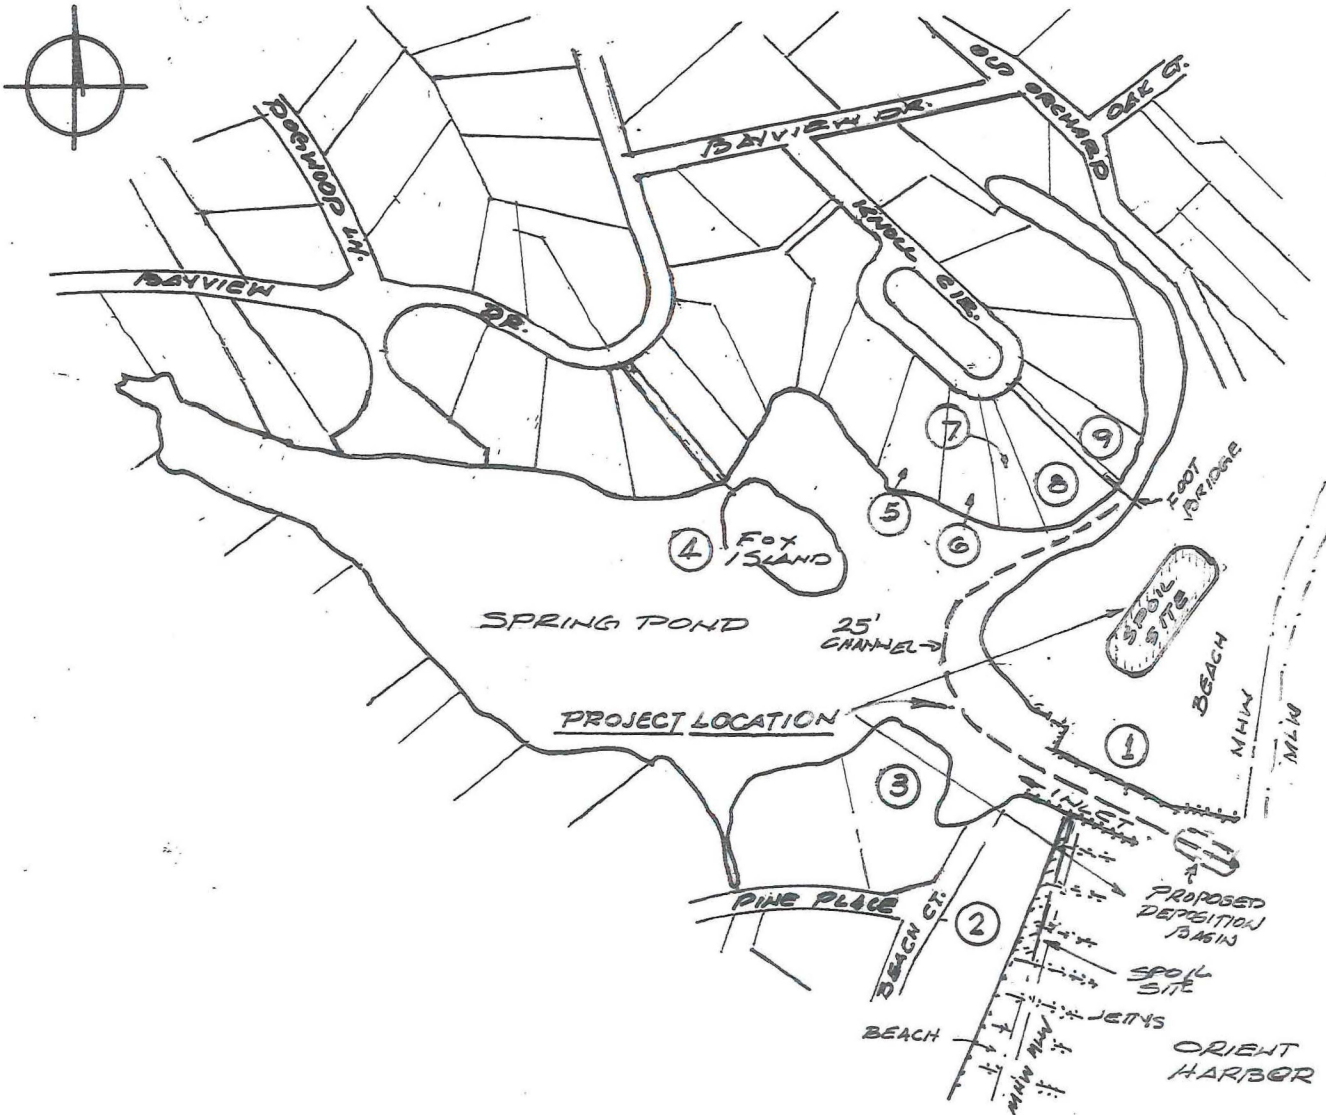 OLD ORCHARD
OAK CT.
BAYVIEW DR.
DOGWOOD LN.
KNOLL CIR.
BAYVIEW
DR.
7
9
8
FOOT
BRIDGE
5
6
4
FOX
ISLAND
SPOIL
SITE
SPRING POND
25'
CHANNEL
BEACH
PROJECT LOCATION
MHW
MLW
1
3
INLET
PINE PLACE
PROPOSED
DEPOSITION
BASIN
BEACH CT.
2
SPOIL
SITE
JETTYS
BEACH
MHW
ORIENT
HARBOR